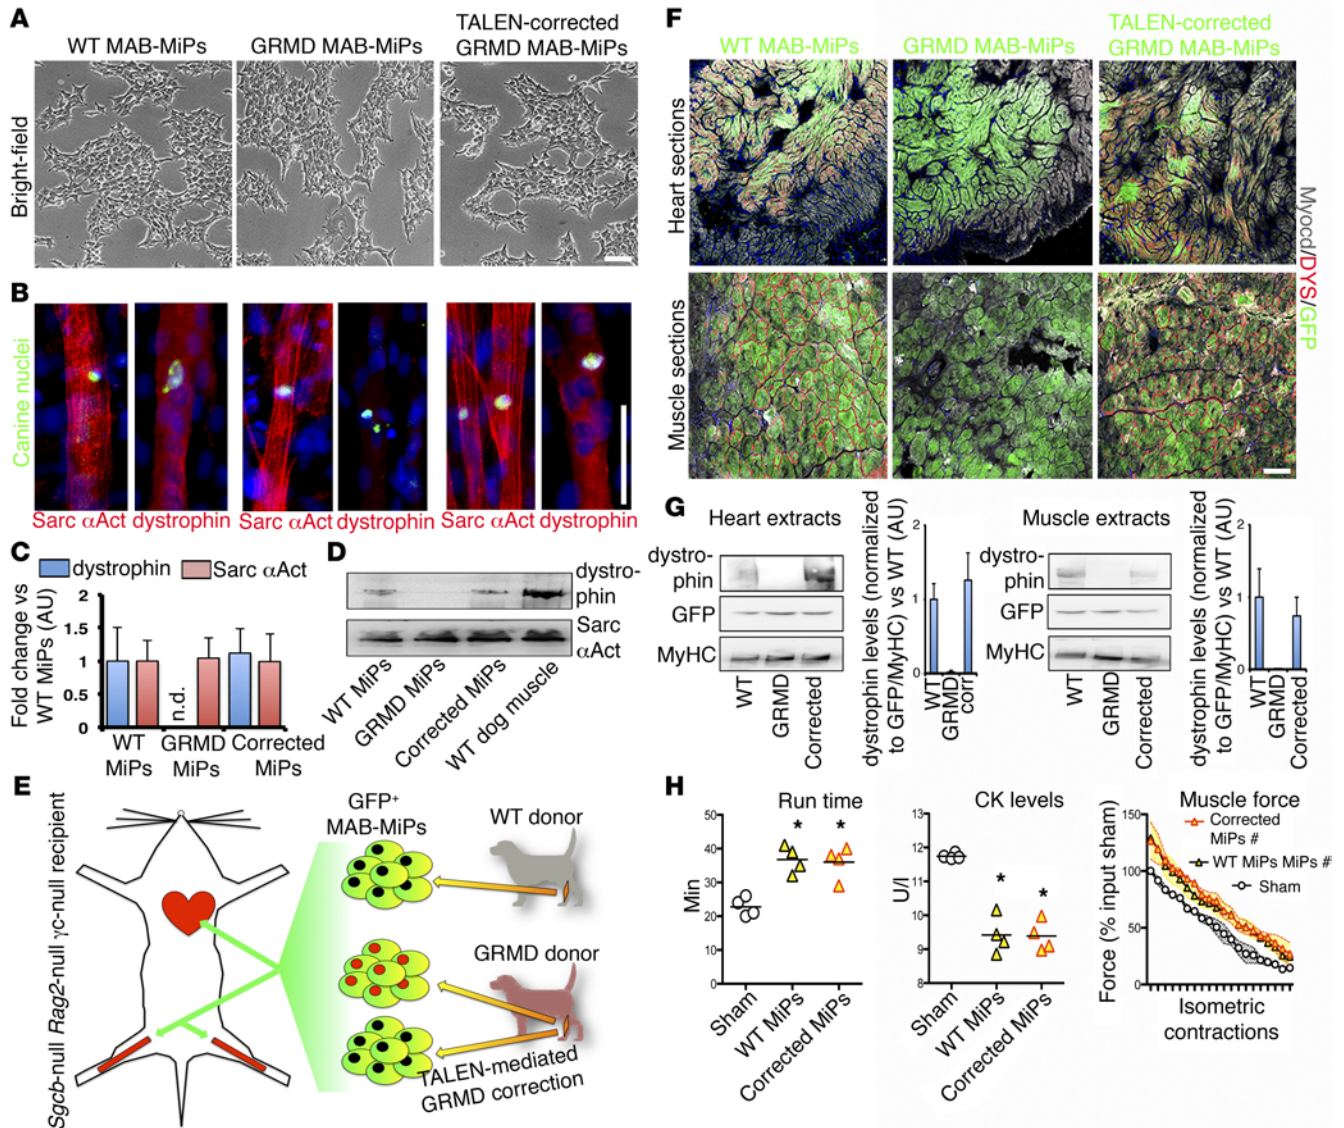 A
WT MAB-MiPs
GRMD MAB-MiPs
TALEN-corrected
GRMD MAB-MiPs
Bright-field
B
Canine nuclei
Sarc αAct
dystrophin
Sarc αAct
dystrophin
Sarc αAct
dystrophin
C
dystrophin
Sarc αAct
Fold change vs
WT MiPs (AU)
2
1.5
1
0.5
0
n.d.
WT
MiPs
GRMD
MiPs
Corrected
MiPs
D
dystro-
phin
Sarc
αAct
WT MiPs
GRMD MiPs
Corrected MiPs
WT dog muscle
E
Sgcb-null Rag2-null γc-null recipient
GFP+
MAB-MiPs
WT donor
GRMD donor
TALEN-mediated
GRMD correction
F
WT MAB-MiPs
GRMD MAB-MiPs
TALEN-corrected
GRMD MAB-MiPs
Heart sections
Muscle sections
Myocd/DYS/GFP
G
Heart extracts
dystro-
phin
GFP
MyHC
WT
GRMD
Corrected
dystrophin levels (normalized
to GFP/MyHC) vs WT (AU)
2
1
0
WT
GRMD
corr
Muscle extracts
dystro-
phin
GFP
MyHC
WT
GRMD
Corrected
dystrophin levels (normalized
to GFP/MyHC) vs WT (AU)
2
1
0
WT
GRMD
Corrected
H
Run time
Min
50
40
30
20
10
0
* *
Sham
WT MiPs
Corrected MiPs
CK levels
U/l
13
12
11
10
9
8
* *
Sham
WT MiPs
Corrected MiPs
Muscle force
Corrected
MiPs #
WT MiPs MiPs #
Sham
Force (% input sham)
150
100
50
0
Isometric
contractions